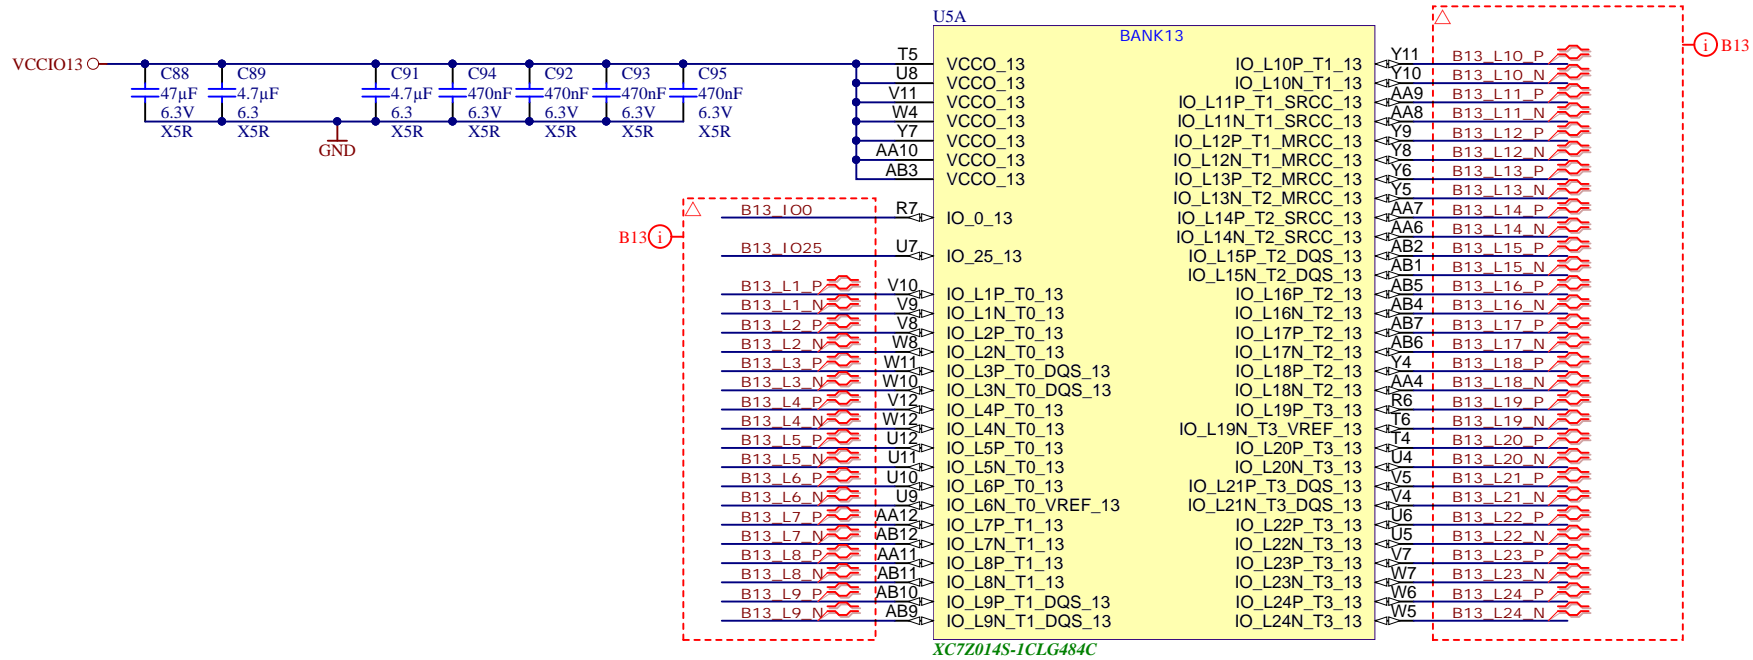 U5A
BANK13
VCCIO13
C88
47µF
6.3V
X5R
C89
4.7µF
6.3
X5R
C91
4.7µF
6.3
X5R
C94
470nF
6.3V
X5R
C92
470nF
6.3V
X5R
C93
470nF
6.3V
X5R
C95
470nF
6.3V
X5R
GND
T5 VCCO_13
U8 VCCO_13
V11 VCCO_13
W4 VCCO_13
Y7 VCCO_13
AA10 VCCO_13
AB3 VCCO_13
B13 i
B13_IO0 R7 IO_0_13
B13_IO25 U7 IO_25_13
B13_L1_P V10 IO_L1P_T0_13
B13_L1_N V9 IO_L1N_T0_13
B13_L2_P V8 IO_L2P_T0_13
B13_L2_N W8 IO_L2N_T0_13
B13_L3_P W11 IO_L3P_T0_DQS_13
B13_L3_N W10 IO_L3N_T0_DQS_13
B13_L4_P V12 IO_L4P_T0_13
B13_L4_N W12 IO_L4N_T0_13
B13_L5_P U12 IO_L5P_T0_13
B13_L5_N U11 IO_L5N_T0_13
B13_L6_P U10 IO_L6P_T0_13
B13_L6_N U9 IO_L6N_T0_VREF_13
B13_L7_P AA12 IO_L7P_T1_13
B13_L7_N AB12 IO_L7N_T1_13
B13_L8_P AA11 IO_L8P_T1_13
B13_L8_N AB11 IO_L8N_T1_13
B13_L9_P AB10 IO_L9P_T1_DQS_13
B13_L9_N AB9 IO_L9N_T1_DQS_13
IO_L10P_T1_13 Y11 B13_L10_P
IO_L10N_T1_13 Y10 B13_L10_N
IO_L11P_T1_SRCC_13 AA9 B13_L11_P
IO_L11N_T1_SRCC_13 AA8 B13_L11_N
IO_L12P_T1_MRCC_13 Y9 B13_L12_P
IO_L12N_T1_MRCC_13 Y8 B13_L12_N
IO_L13P_T2_MRCC_13 Y6 B13_L13_P
IO_L13N_T2_MRCC_13 Y5 B13_L13_N
IO_L14P_T2_SRCC_13 AA7 B13_L14_P
IO_L14N_T2_SRCC_13 AA6 B13_L14_N
IO_L15P_T2_DQS_13 AB2 B13_L15_P
IO_L15N_T2_DQS_13 AB1 B13_L15_N
IO_L16P_T2_13 AB5 B13_L16_P
IO_L16N_T2_13 AB4 B13_L16_N
IO_L17P_T2_13 AB7 B13_L17_P
IO_L17N_T2_13 AB6 B13_L17_N
IO_L18P_T2_13 Y4 B13_L18_P
IO_L18N_T2_13 AA4 B13_L18_N
IO_L19P_T3_13 R6 B13_L19_P
IO_L19N_T3_VREF_13 T6 B13_L19_N
IO_L20P_T3_13 T4 B13_L20_P
IO_L20N_T3_13 U4 B13_L20_N
IO_L21P_T3_DQS_13 V5 B13_L21_P
IO_L21N_T3_DQS_13 V4 B13_L21_N
IO_L22P_T3_13 U6 B13_L22_P
IO_L22N_T3_13 U5 B13_L22_N
IO_L23P_T3_13 V7 B13_L23_P
IO_L23N_T3_13 W7 B13_L23_N
IO_L24P_T3_13 W6 B13_L24_P
IO_L24N_T3_13 W5 B13_L24_N
i B13
XC7Z014S-1CLG484C